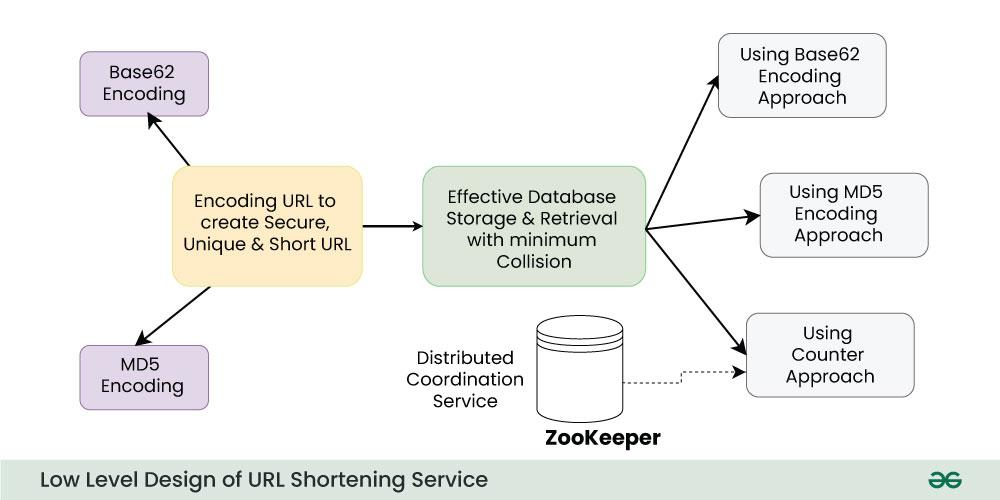 Base62
Encoding
Encoding URL to
create Secure,
Unique & Short URL
MD5
Encoding
Effective Database
Storage & Retrieval
with minimum
Collision
Using Base62
Encoding
Approach
Using MD5
Encoding
Approach
Using
Counter
Approach
Distributed
Coordination
Service
ZooKeeper
Low Level Design of URL Shortening Service